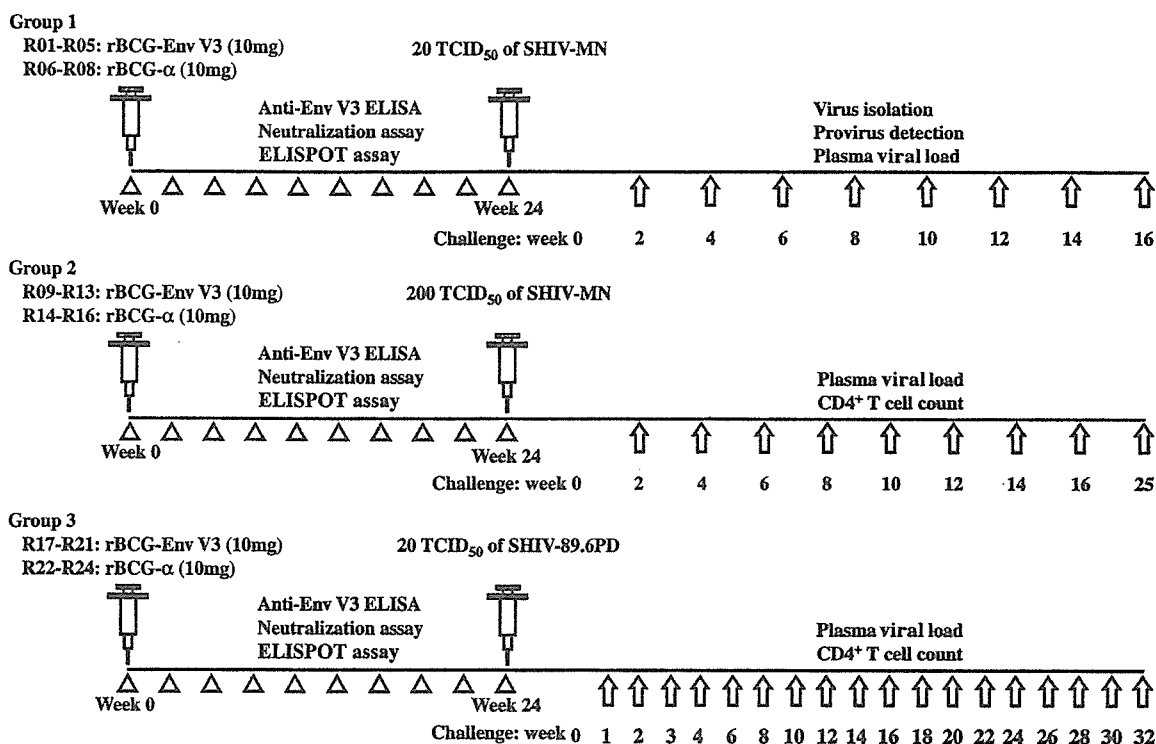 Group 1
R01-R05: rBCG-Env V3 (10mg)
R06-R08: rBCG-α (10mg)
20 TCID50 of SHIV-MN
Anti-Env V3 ELISA
Neutralization assay
ELISPOT assay
Virus isolation
Provirus detection
Plasma viral load
Week 0
Week 24
Challenge: week 0 2 4 6 8 10 12 14 16
Group 2
R09-R13: rBCG-Env V3 (10mg)
R14-R16: rBCG-α (10mg)
200 TCID50 of SHIV-MN
Anti-Env V3 ELISA
Neutralization assay
ELISPOT assay
Plasma viral load
CD4+ T cell count
Week 0
Week 24
Challenge: week 0 2 4 6 8 10 12 14 16 25
Group 3
R17-R21: rBCG-Env V3 (10mg)
R22-R24: rBCG-α (10mg)
20 TCID50 of SHIV-89.6PD
Anti-Env V3 ELISA
Neutralization assay
ELISPOT assay
Plasma viral load
CD4+ T cell count
Week 0
Week 24
Challenge: week 0 1 2 3 4 6 8 10 12 14 16 18 20 22 24 26 28 30 32